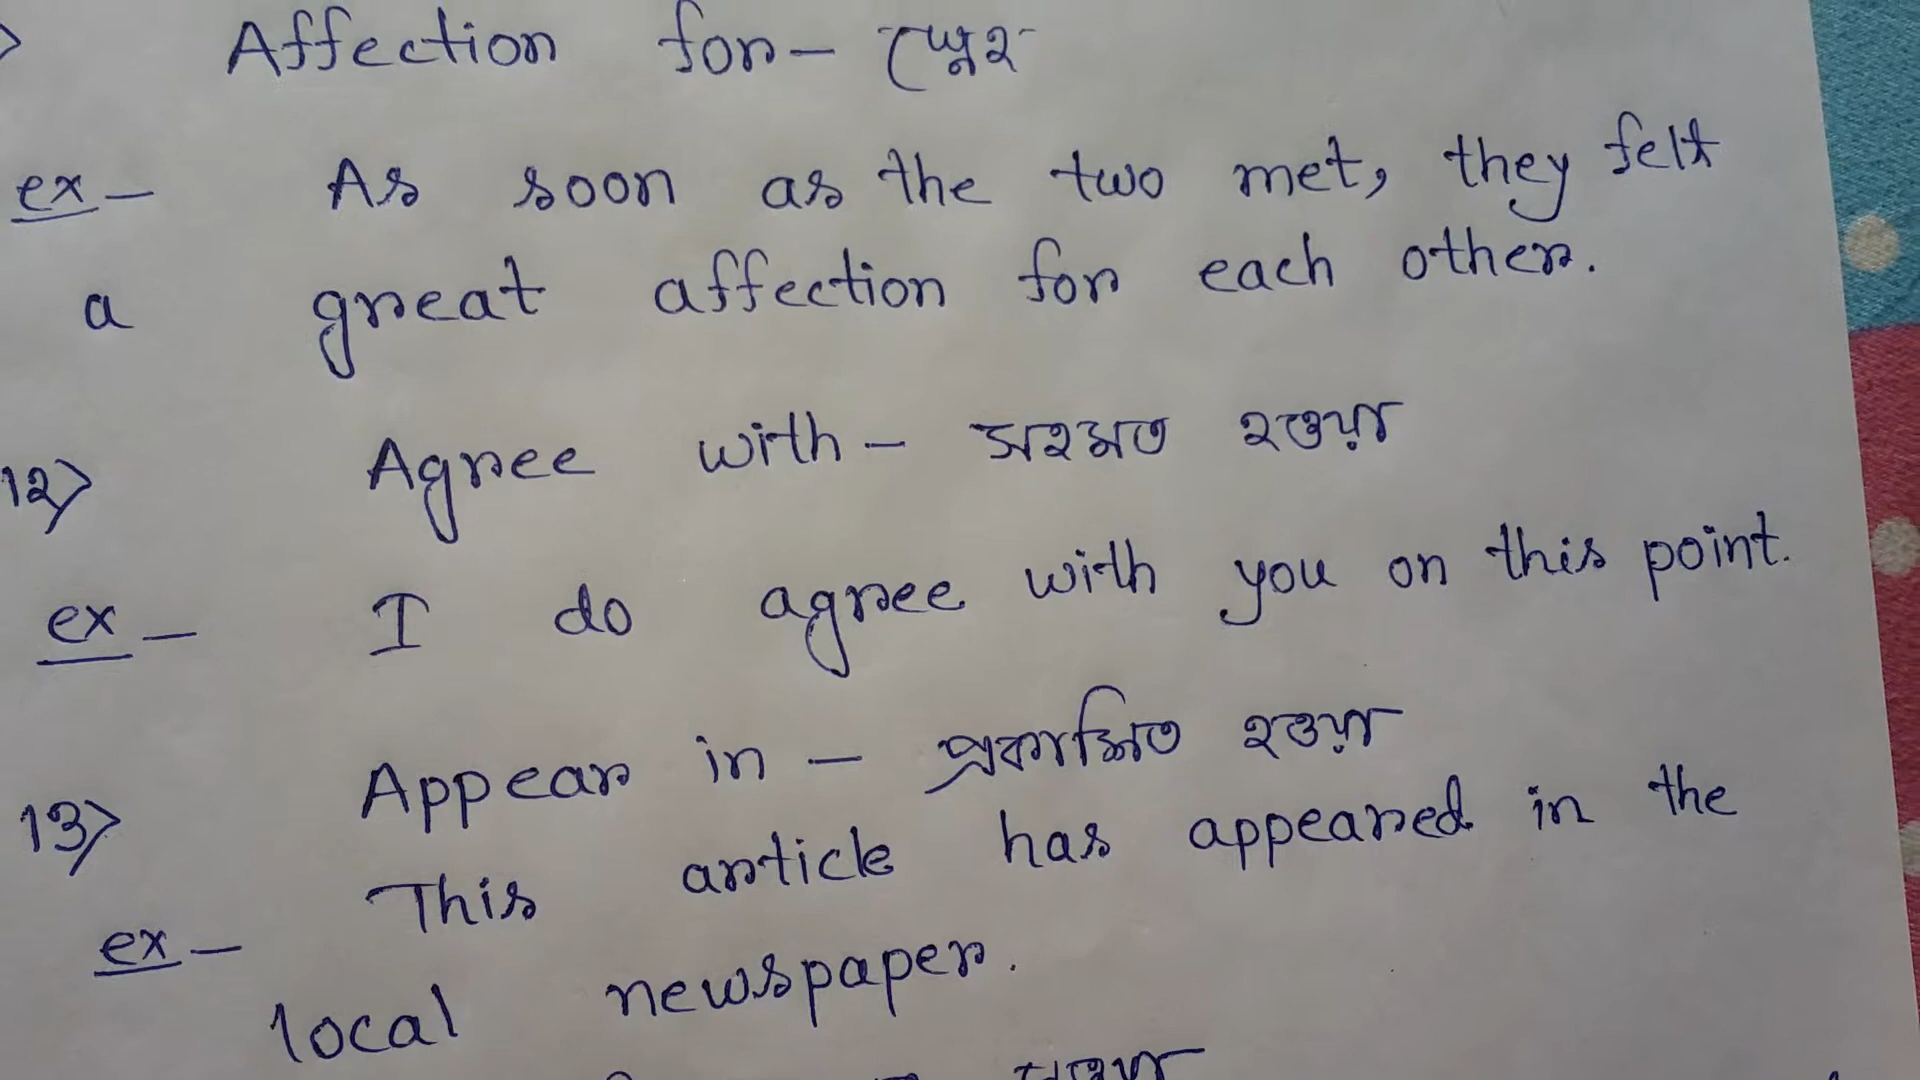 > Affection for- স্নেহ
ex- As soon as the two met, they felt
a great affection for each other.
12> Agree with - সহমত হওয়া
ex - I do agree with you on this point.
13> Appear in - প্রকাশিত হওয়া
ex - This article has appeared in the
local newspaper.